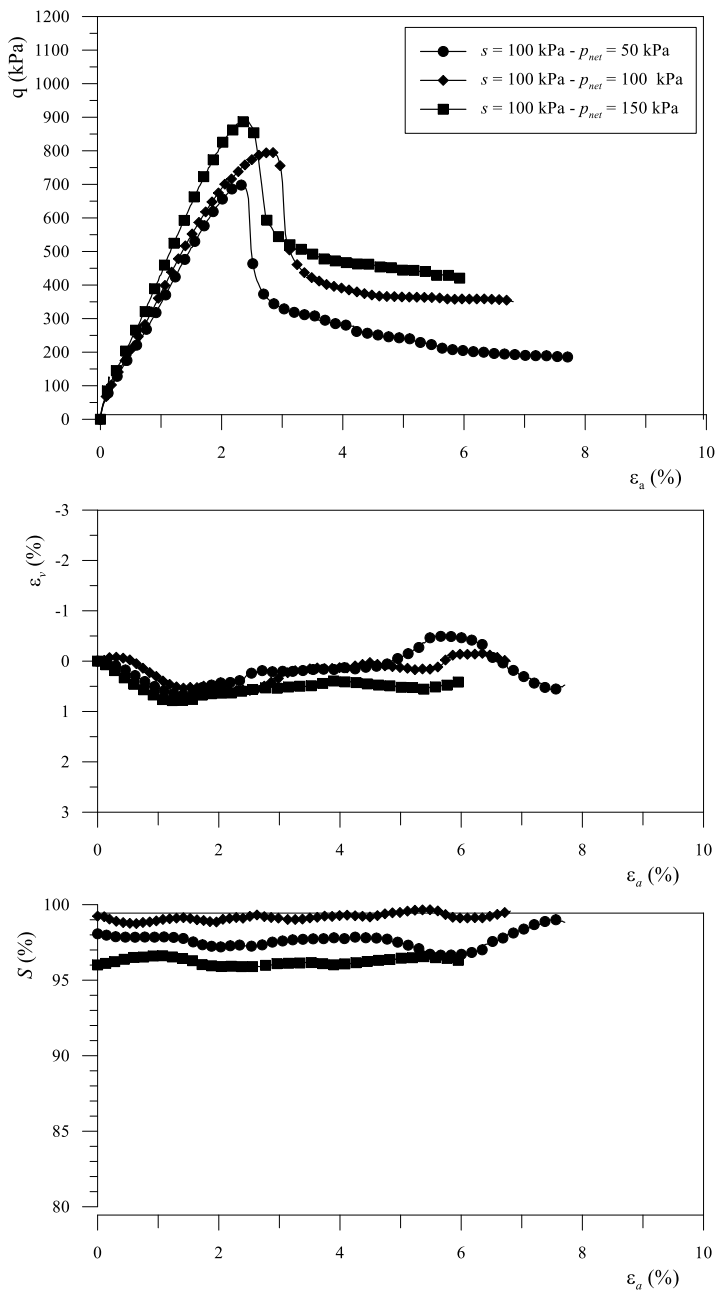 q (kPa)
1200
1100
1000
900
800
700
600
500
400
300
200
100
0
s = 100 kPa - pnet = 50 kPa
s = 100 kPa - pnet = 100 kPa
s = 100 kPa - pnet = 150 kPa
0 2 4 6 8 10
εa (%)
εv (%)
-3
-2
-1
0
1
2
3
0 2 4 6 8 10
εa (%)
S (%)
100
95
90
85
80
0 2 4 6 8 10
εa (%)